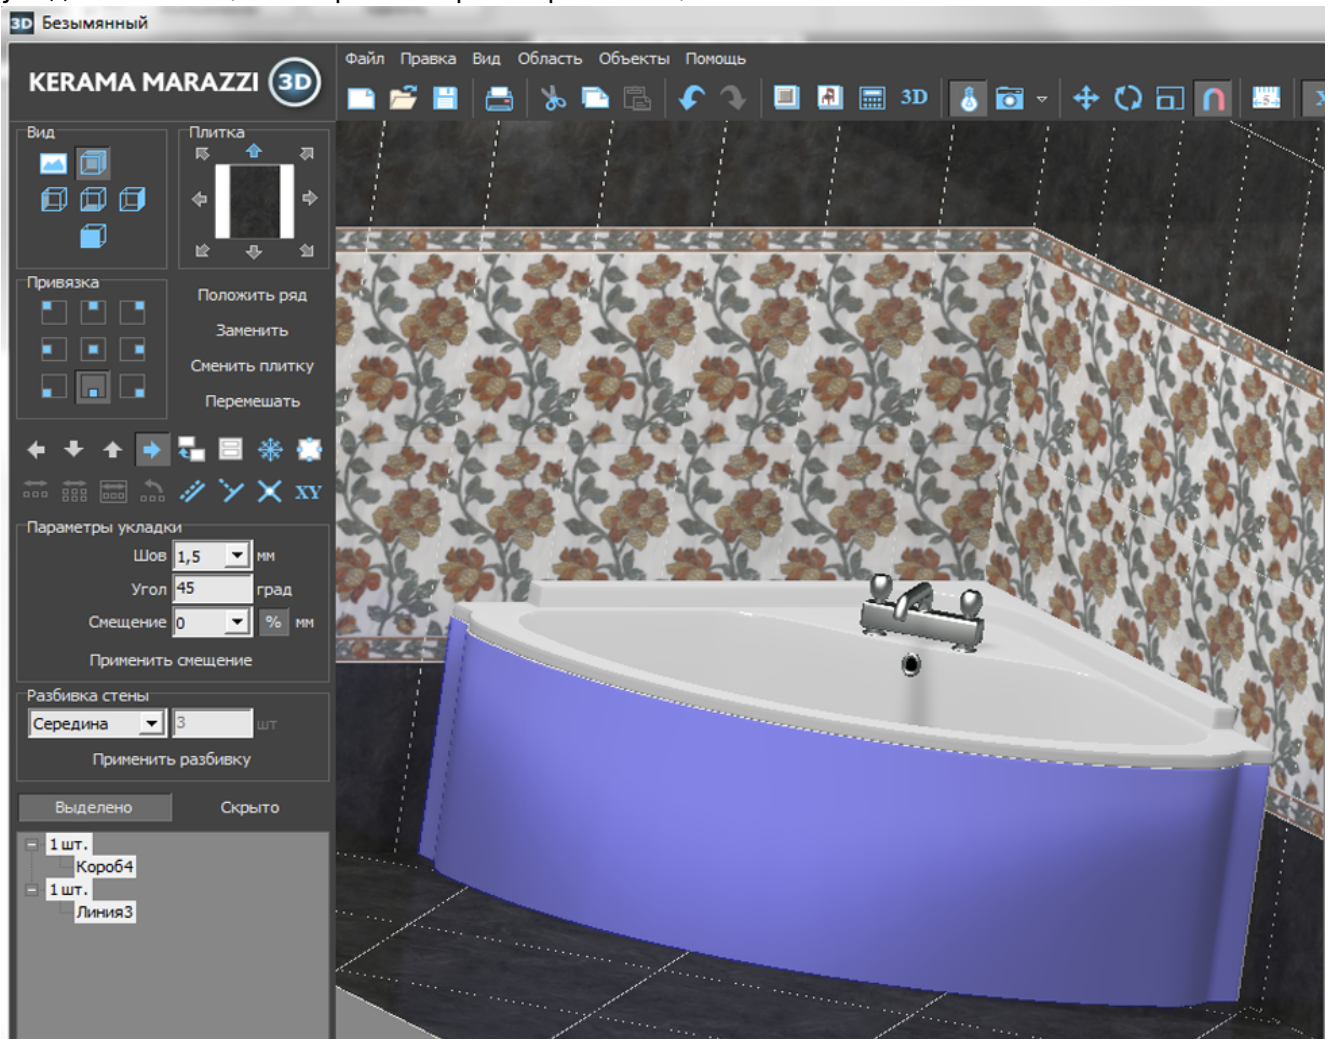 Безымянный
KERAMA MARAZZI 3D
Файл Правка Вид Область Объекты Помощь
3D
5
Вид
Плитка
Привязка
Положить ряд
Заменить
Сменить плитку
Перемешать
XY
Параметры укладки
Шов 1,5 мм
Угол 45 град
Смещение 0 % мм
Применить смещение
Разбивка стены
Середина 3 шт
Применить разбивку
Выделено Скрыто
1 шт.
Короб4
1 шт.
Линия3